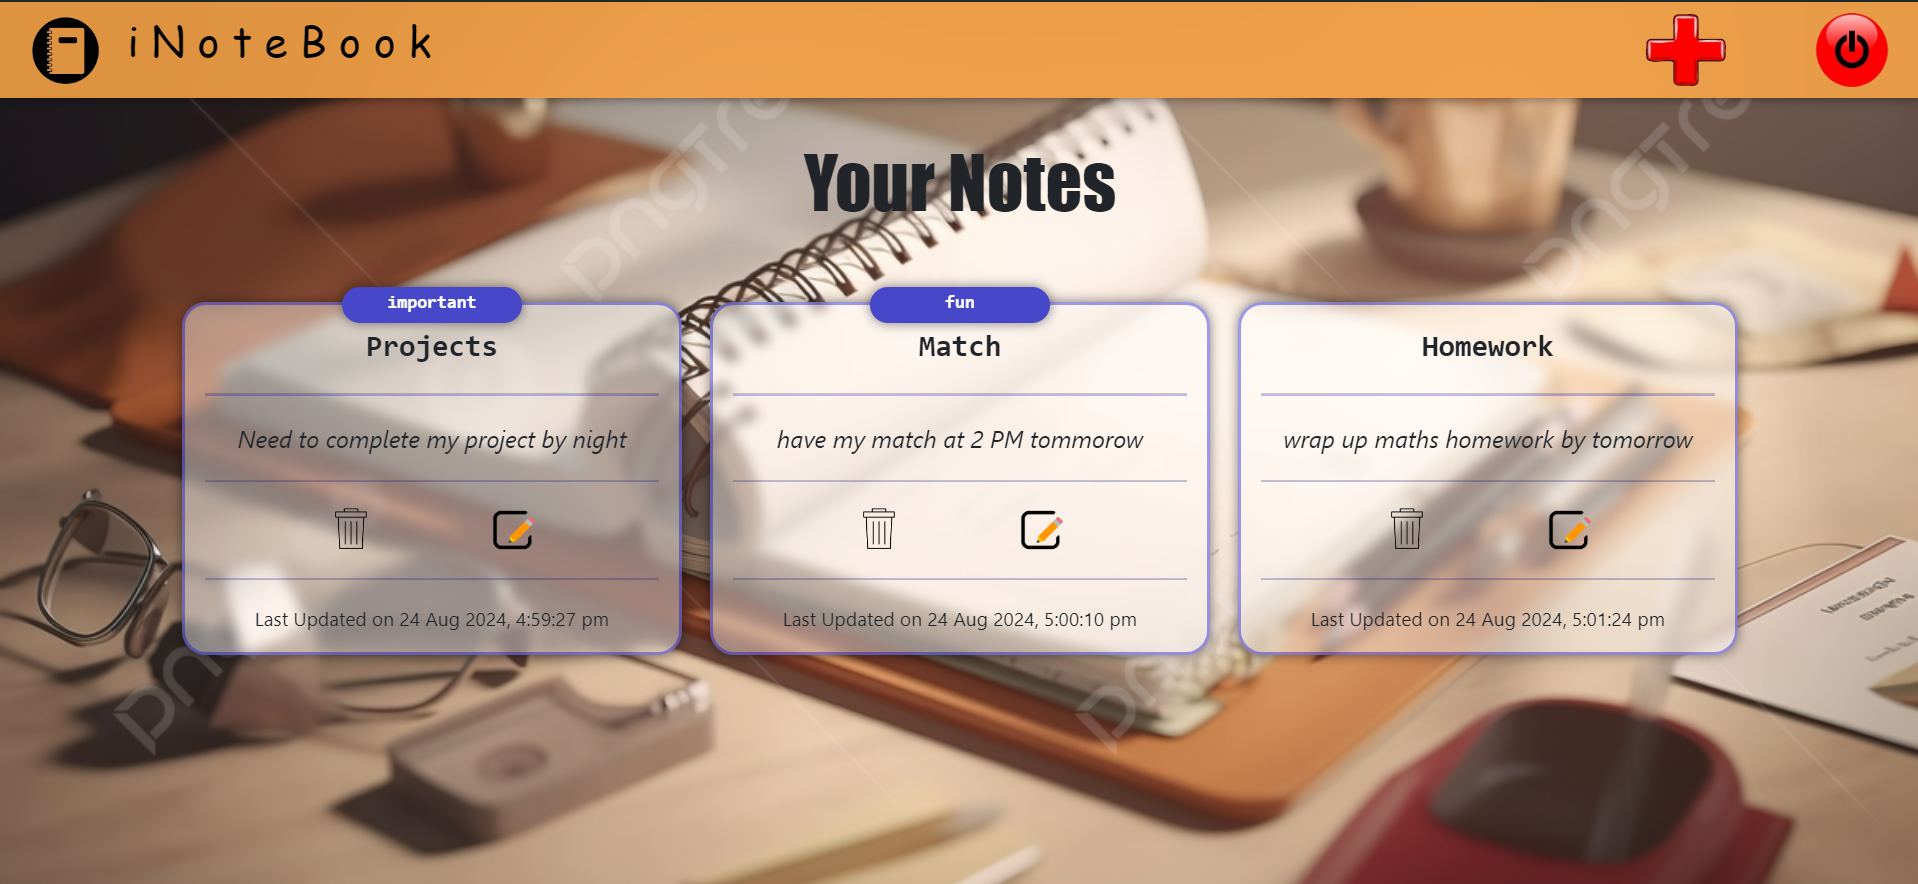 iNoteBook
Your Notes
important
Projects
Need to complete my project by night
Last Updated on 24 Aug 2024, 4:59:27 pm
fun
Match
have my match at 2 PM tommorow
Last Updated on 24 Aug 2024, 5:00:10 pm
Homework
wrap up maths homework by tomorrow
Last Updated on 24 Aug 2024, 5:01:24 pm